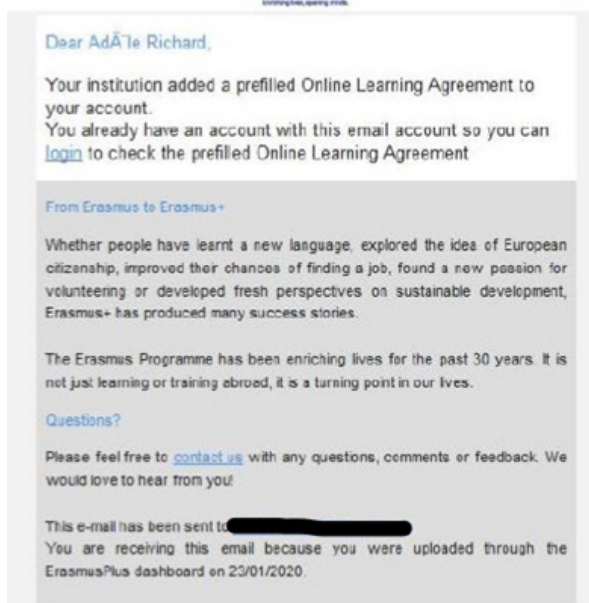 Enriching lives, opening minds.
Dear AdÃ¨le Richard,
Your institution added a prefilled Online Learning Agreement to
your account.
You already have an account with this email account so you can
login to check the prefilled Online Learning Agreement
From Erasmus to Erasmus+
Whether people have learnt a new language, explored the idea of European
citizenship, improved their chances of finding a job, found a new passion for
volunteering or developed fresh perspectives on sustainable development,
Erasmus+ has produced many success stories.
The Erasmus Programme has been enriching lives for the past 30 years. It is
not just learning or training abroad, it is a turning point in our lives.
Questions?
Please feel free to contact us with any questions, comments or feedback. We
would love to hear from you!
This e-mail has been sent to
You are receiving this email because you were uploaded through the
ErasmusPlus dashboard on 23/01/2020.